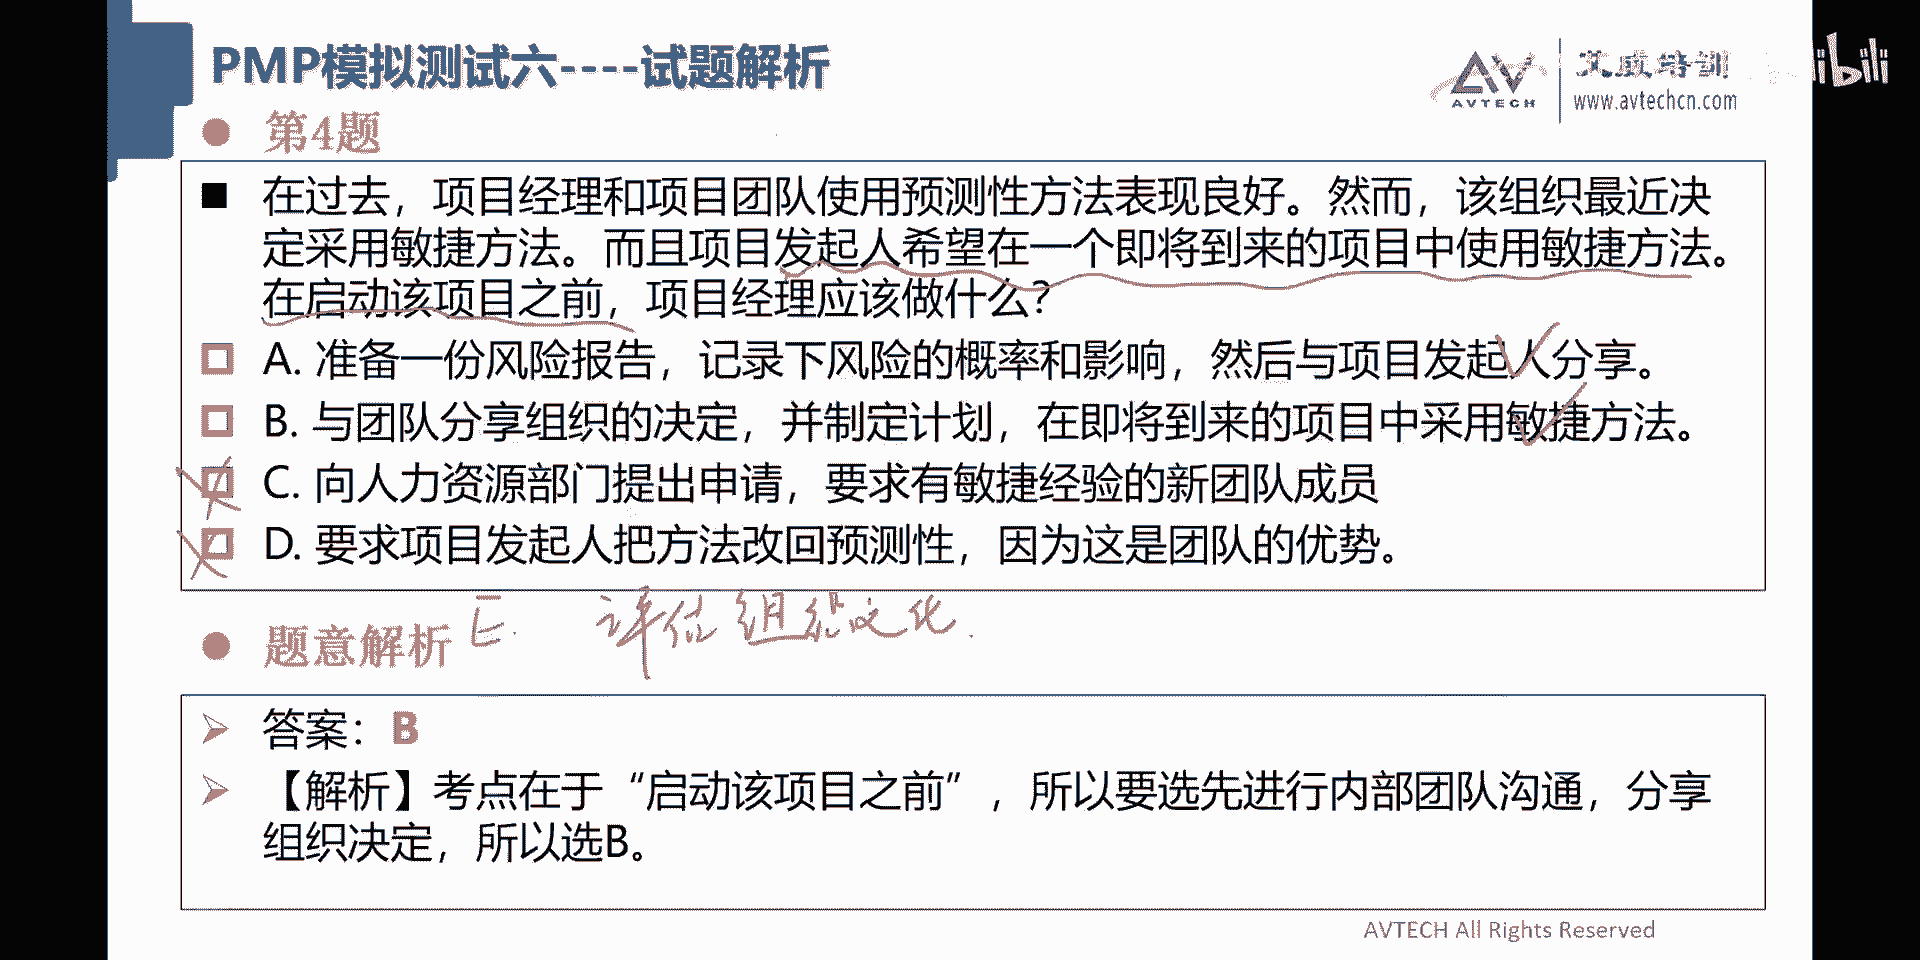 PMP模拟测试六----试题解析
AVTECH
艾威培训
www.avtechcn.com
bili
第4题
在过去，项目经理和项目团队使用预测性方法表现良好。然而，该组织最近决
定采用敏捷方法。而且项目发起人希望在一个即将到来的项目中使用敏捷方法。
在启动该项目之前，项目经理应该做什么？
A. 准备一份风险报告，记录下风险的概率和影响，然后与项目发起人分享。
B. 与团队分享组织的决定，并制定计划，在即将到来的项目中采用敏捷方法。
C. 向人力资源部门提出申请，要求有敏捷经验的新团队成员
D. 要求项目发起人把方法改回预测性，因为这是团队的优势。
E. 评估组织文化.
题意解析
答案：B
【解析】考点在于“启动该项目之前”，所以要选先进行内部团队沟通，分享
组织决定，所以选B。
AVTECH All Rights Reserved